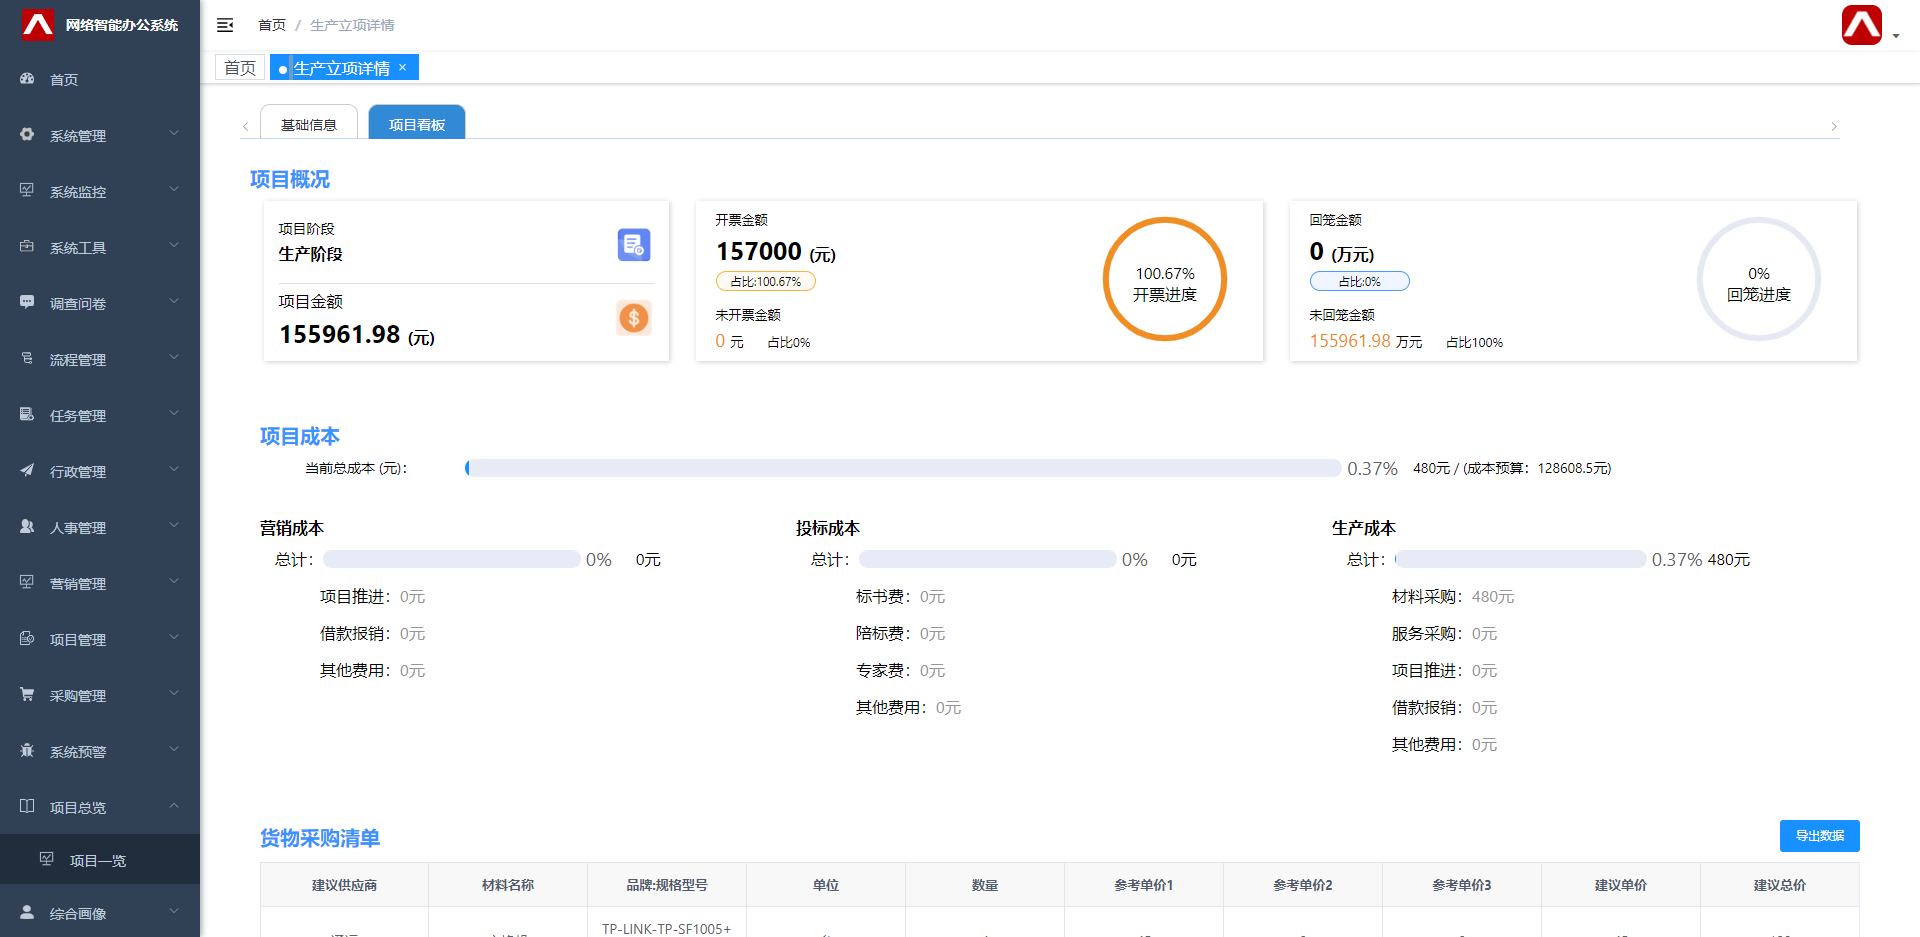 网络智能办公系统
首页 / 生产立项详情
首页
生产立项详情 ×
首页
系统管理
系统监控
系统工具
调查问卷
流程管理
任务管理
行政管理
人事管理
营销管理
项目管理
采购管理
系统预警
项目总览
项目一览
综合画像
基础信息
项目看板
项目概况
项目阶段
生产阶段
项目金额
155961.98 (元)
开票金额
157000 (元)
占比:100.67%
未开票金额
0 元 占比0%
100.67%
开票进度
回笼金额
0 (万元)
占比:0%
未回笼金额
155961.98 万元 占比100%
0%
回笼进度
项目成本
当前总成本 (元)： 0.37% 480元 / (成本预算：128608.5元)
营销成本
总计： 0% 0元
项目推进：0元
借款报销：0元
其他费用：0元
投标成本
总计： 0% 0元
标书费：0元
陪标费：0元
专家费：0元
其他费用：0元
生产成本
总计： 0.37% 480元
材料采购：480元
服务采购：0元
项目推进：0元
借款报销：0元
其他费用：0元
货物采购清单
导出数据
建议供应商 材料名称 品牌;规格型号 单位 数量 参考单价1 参考单价2 参考单价3 建议单价 建议总价
TP-LINK-TP-SF1005+